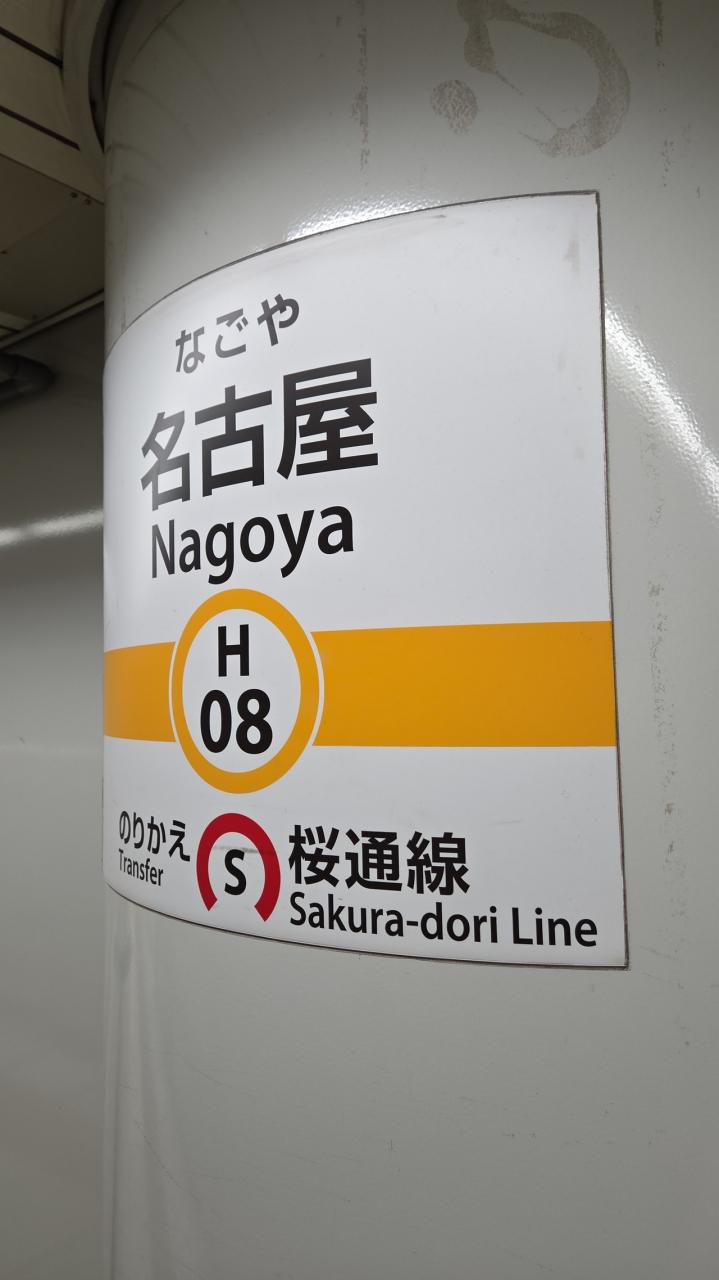 なごや
名古屋
Nagoya
H
08
のりかえ
Transfer
S
桜通線
Sakura-dori Line